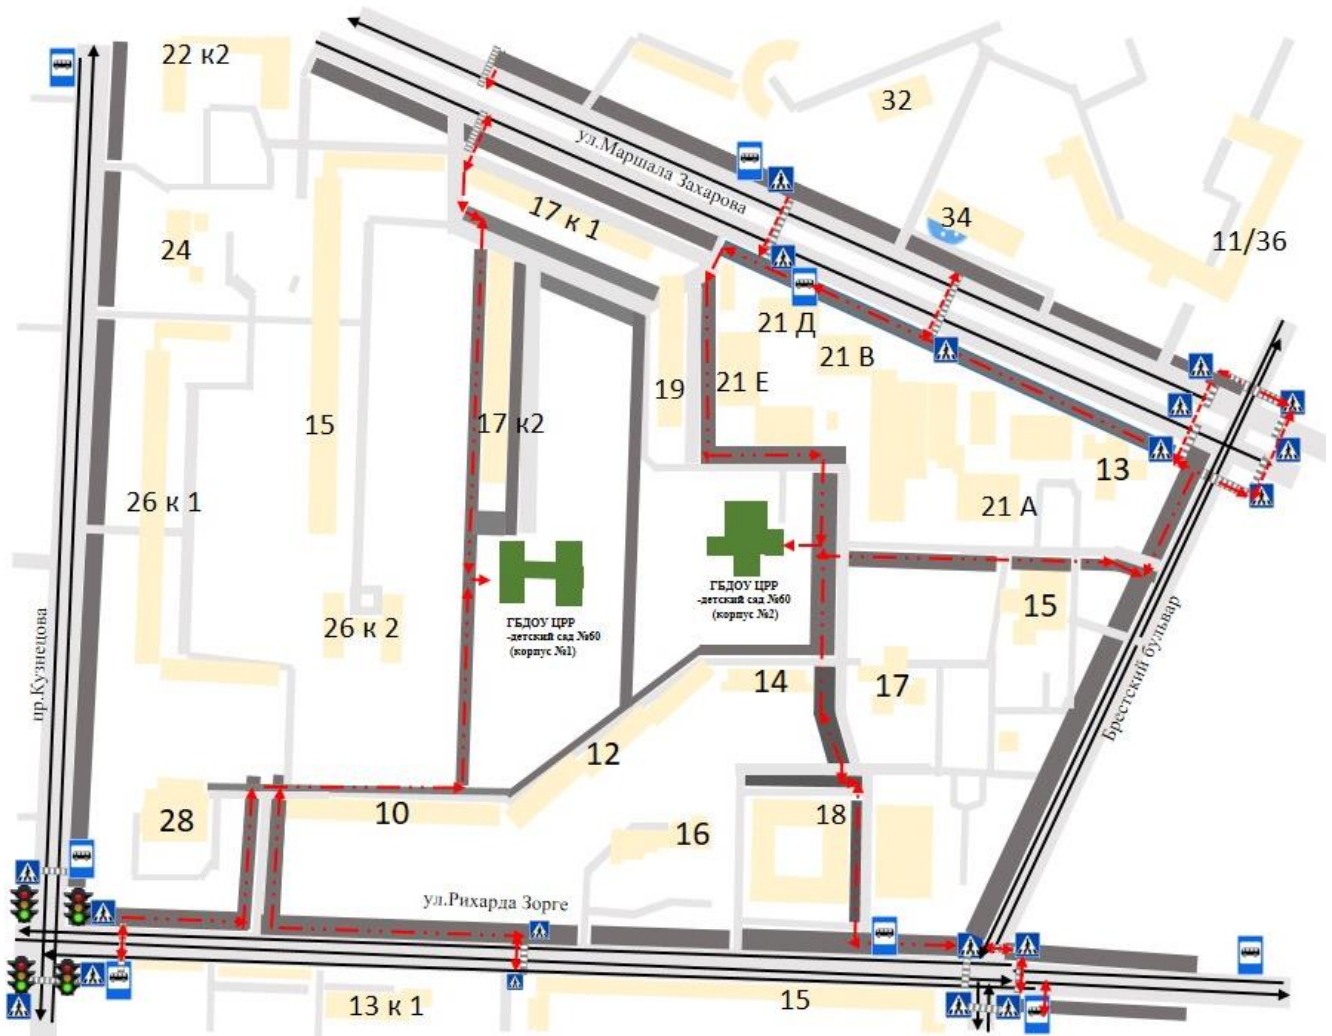 22 к2
32
ул.Маршала Захарова
17 к 1
34
11/36
24
21 Д
21 В
19
21 Е
15
17 к2
13
26 к 1
21 А
ГБДОУ ЦРР
-детский сад №60
(корпус №2)
15
26 к 2
ГБДОУ ЦРР
-детский сад №60
(корпус №1)
пр.Кузнецова
Брестский бульвар
14
17
12
28
10
18
16
ул.Рихарда Зорге
13 к 1
15